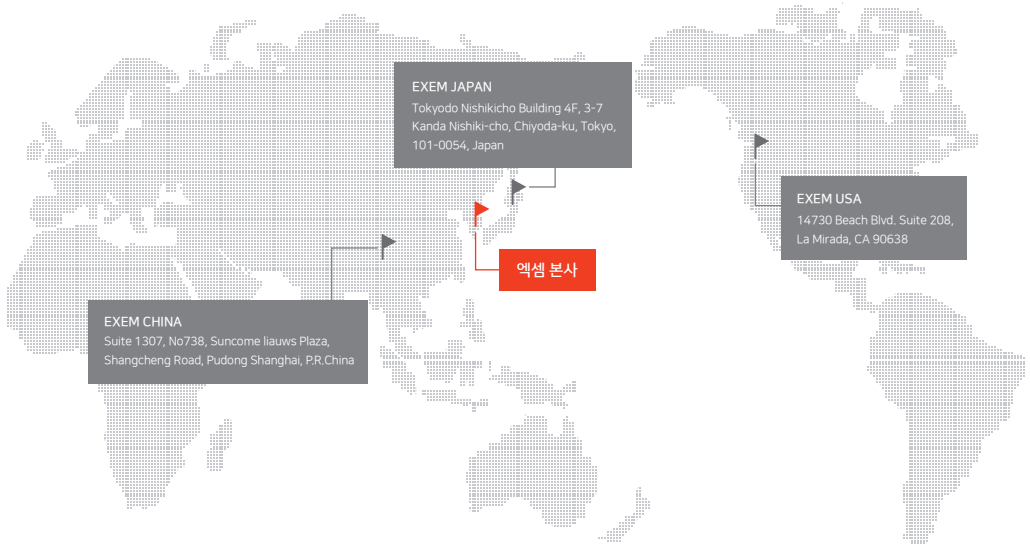 EXEM JAPAN
Tokyodo Nishikicho Building 4F, 3-7
Kanda Nishiki-cho, Chiyoda-ku, Tokyo,
101-0054, Japan
EXEM USA
14730 Beach Blvd. Suite 208,
La Mirada, CA 90638
엑셈 본사
EXEM CHINA
Suite 1307, No738, Suncome liauws Plaza,
Shangcheng Road, Pudong Shanghai, P.R.China